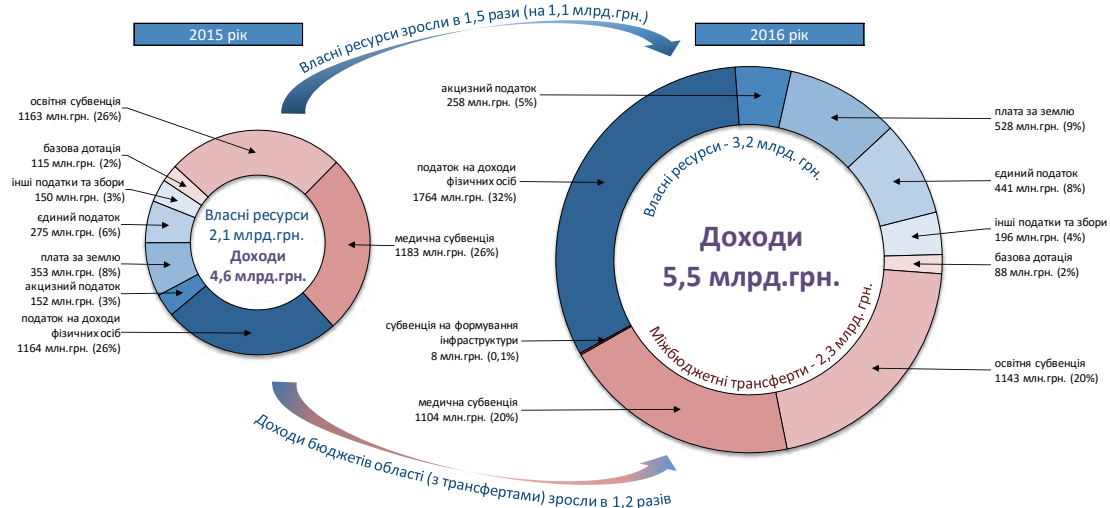 2015 рік
Власні ресурси зросли в 1,5 рази (на 1,1 млрд.грн.)
2016 рік
освітня субвенція
1163 млн.грн. (26%)
базова дотація
115 млн.грн. (2%)
інші податки та збори
150 млн.грн. (3%)
єдиний податок
275 млн.грн. (6%)
плата за землю
353 млн.грн. (8%)
акцизний податок
152 млн.грн. (3%)
податок на доходи
фізичних осіб
1164 млн.грн. (26%)
медична субвенція
1183 млн.грн. (26%)
Власні ресурси
2,1 млрд.грн.
Доходи
4,6 млрд.грн.
акцизний податок
258 млн.грн. (5%)
податок на доходи
фізичних осіб
1764 млн.грн. (32%)
субвенція на формування
інфраструктури
8 млн.грн. (0,1%)
медична субвенція
1104 млн.грн. (20%)
Власні ресурси - 3,2 млрд. грн.
Доходи
5,5 млрд.грн.
Міжбюджетні трансферти - 2,3 млрд. грн.
плата за землю
528 млн.грн. (9%)
єдиний податок
441 млн.грн. (8%)
інші податки та збори
196 млн.грн. (4%)
базова дотація
88 млн.грн. (2%)
освітня субвенція
1143 млн.грн. (20%)
Доходи бюджетів області (з трансфертами) зросли в 1,2 разів